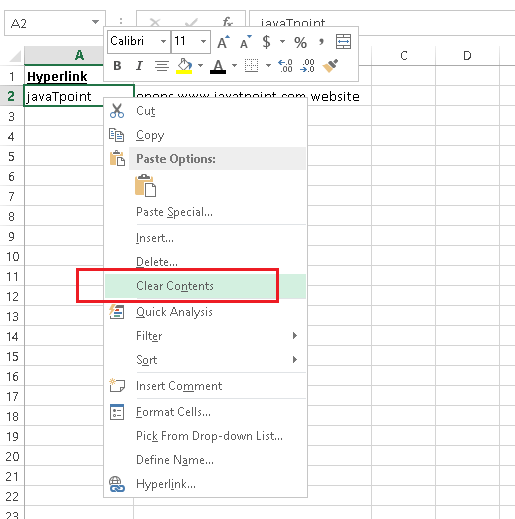 A2
javaTpoint
Calibri 11 A A $ % ,
B I A .00 .0
A C D
1 Hyperlink
2 javaTpoint opens www.javatpoint.com website
3
4
5
6
7
8
9
10
11
12
13
14
15
16
17
18
19
20
21
22
23
Cut
Copy
Paste Options:
Paste Special...
Insert...
Delete...
Clear Contents
Quick Analysis
Filter
Sort
Insert Comment
Format Cells...
Pick From Drop-down List...
Define Name...
Hyperlink...